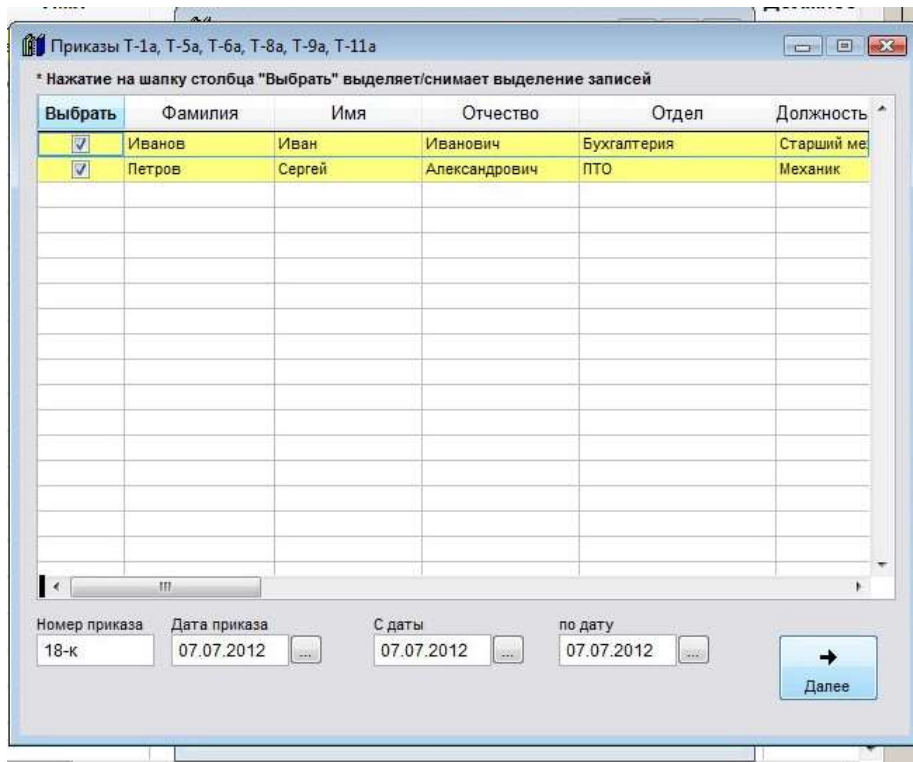 Приказы Т-1а, Т-5а, Т-6а, Т-8а, Т-9а, Т-11а
* Нажатие на шапку столбца "Выбрать" выделяет/снимает выделение записей
Выбрать Фамилия Имя Отчество Отдел Должность
Иванов Иван Иванович Бухгалтерия Старший ме
Петров Сергей Александрович ПТО Механик
Номер приказа Дата приказа С даты по дату
18-к 07.07.2012 ... 07.07.2012 ... 07.07.2012 ...
Далее